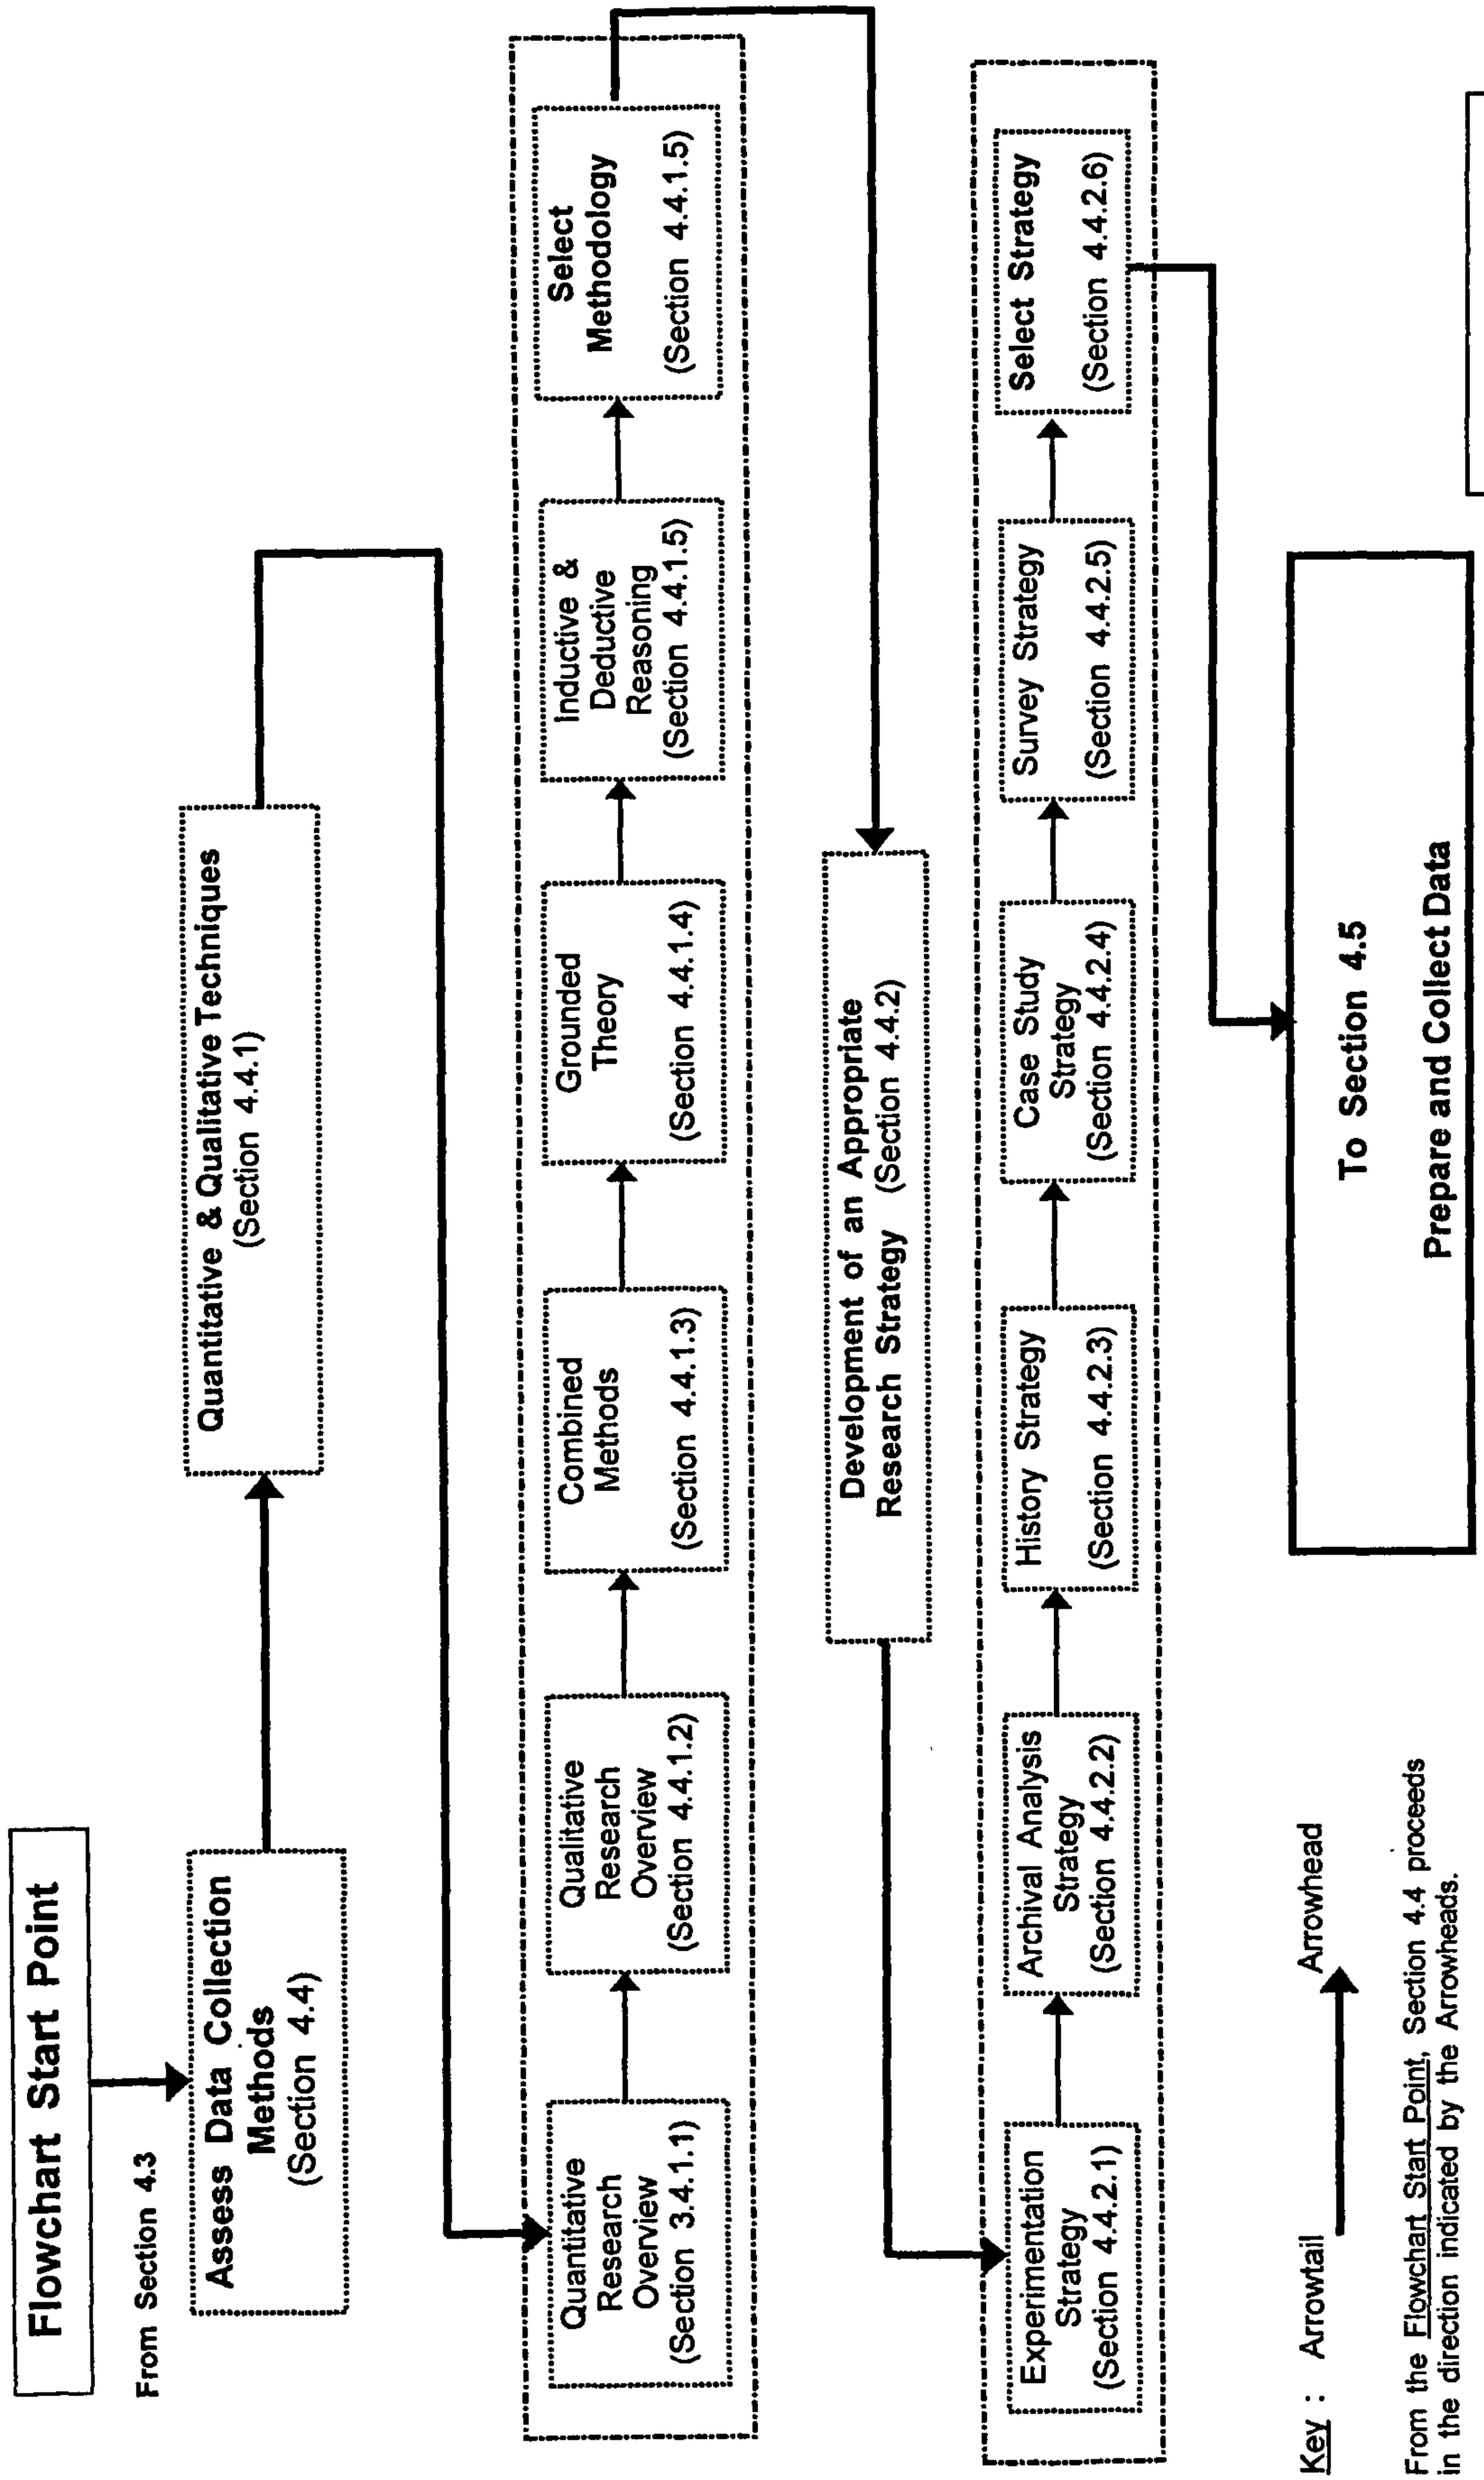 Flowchart Start Point
From Section 4.3
Assess Data Collection
Methods
(Section 4.4)
Quantitative & Qualitative Techniques
(Section 4.4.1)
Quantitative
Research
Overview
(Section 3.4.1.1)
Qualitative
Research
Overview
(Section 4.4.1.2)
Combined
Methods
(Section 4.4.1.3)
Grounded
Theory
(Section 4.4.1.4)
Inductive &
Deductive
Reasoning
(Section 4.4.1.5)
Select
Methodology
(Section 4.4.1.5)
Development of an Appropriate
Research Strategy (Section 4.4.2)
Experimentation
Strategy
(Section 4.4.2.1)
Archival Analysis
Strategy
(Section 4.4.2.2)
History Strategy
(Section 4.4.2.3)
Case Study
Strategy
(Section 4.4.2.4)
Survey Strategy
(Section 4.4.2.5)
Select Strategy
(Section 4.4.2.6)
To Section 4.5
Prepare and Collect Data
Key : Arrowtail Arrowhead
From the Flowchart Start Point, Section 4.4 proceeds
in the direction indicated by the Arrowheads.